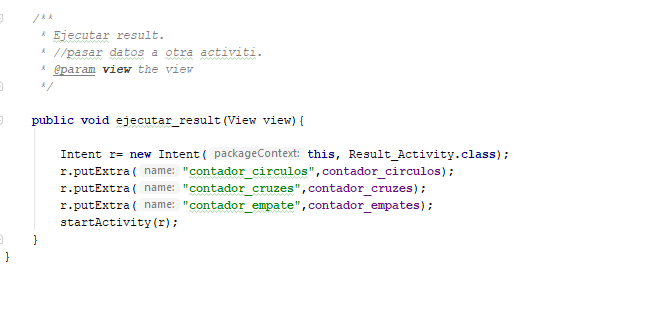 /**
* Ejecutar result.
* //pasar datos a otra activiti.
* @param view the view
*/
public void ejecutar_result(View view){
Intent r= new Intent( packageContext: this, Result_Activity.class);
r.putExtra( name: "contador_circulos",contador_circulos);
r.putExtra( name: "contador_cruzes",contador_cruzes);
r.putExtra( name: "contador_empate",contador_empates);
startActivity(r);
}
}